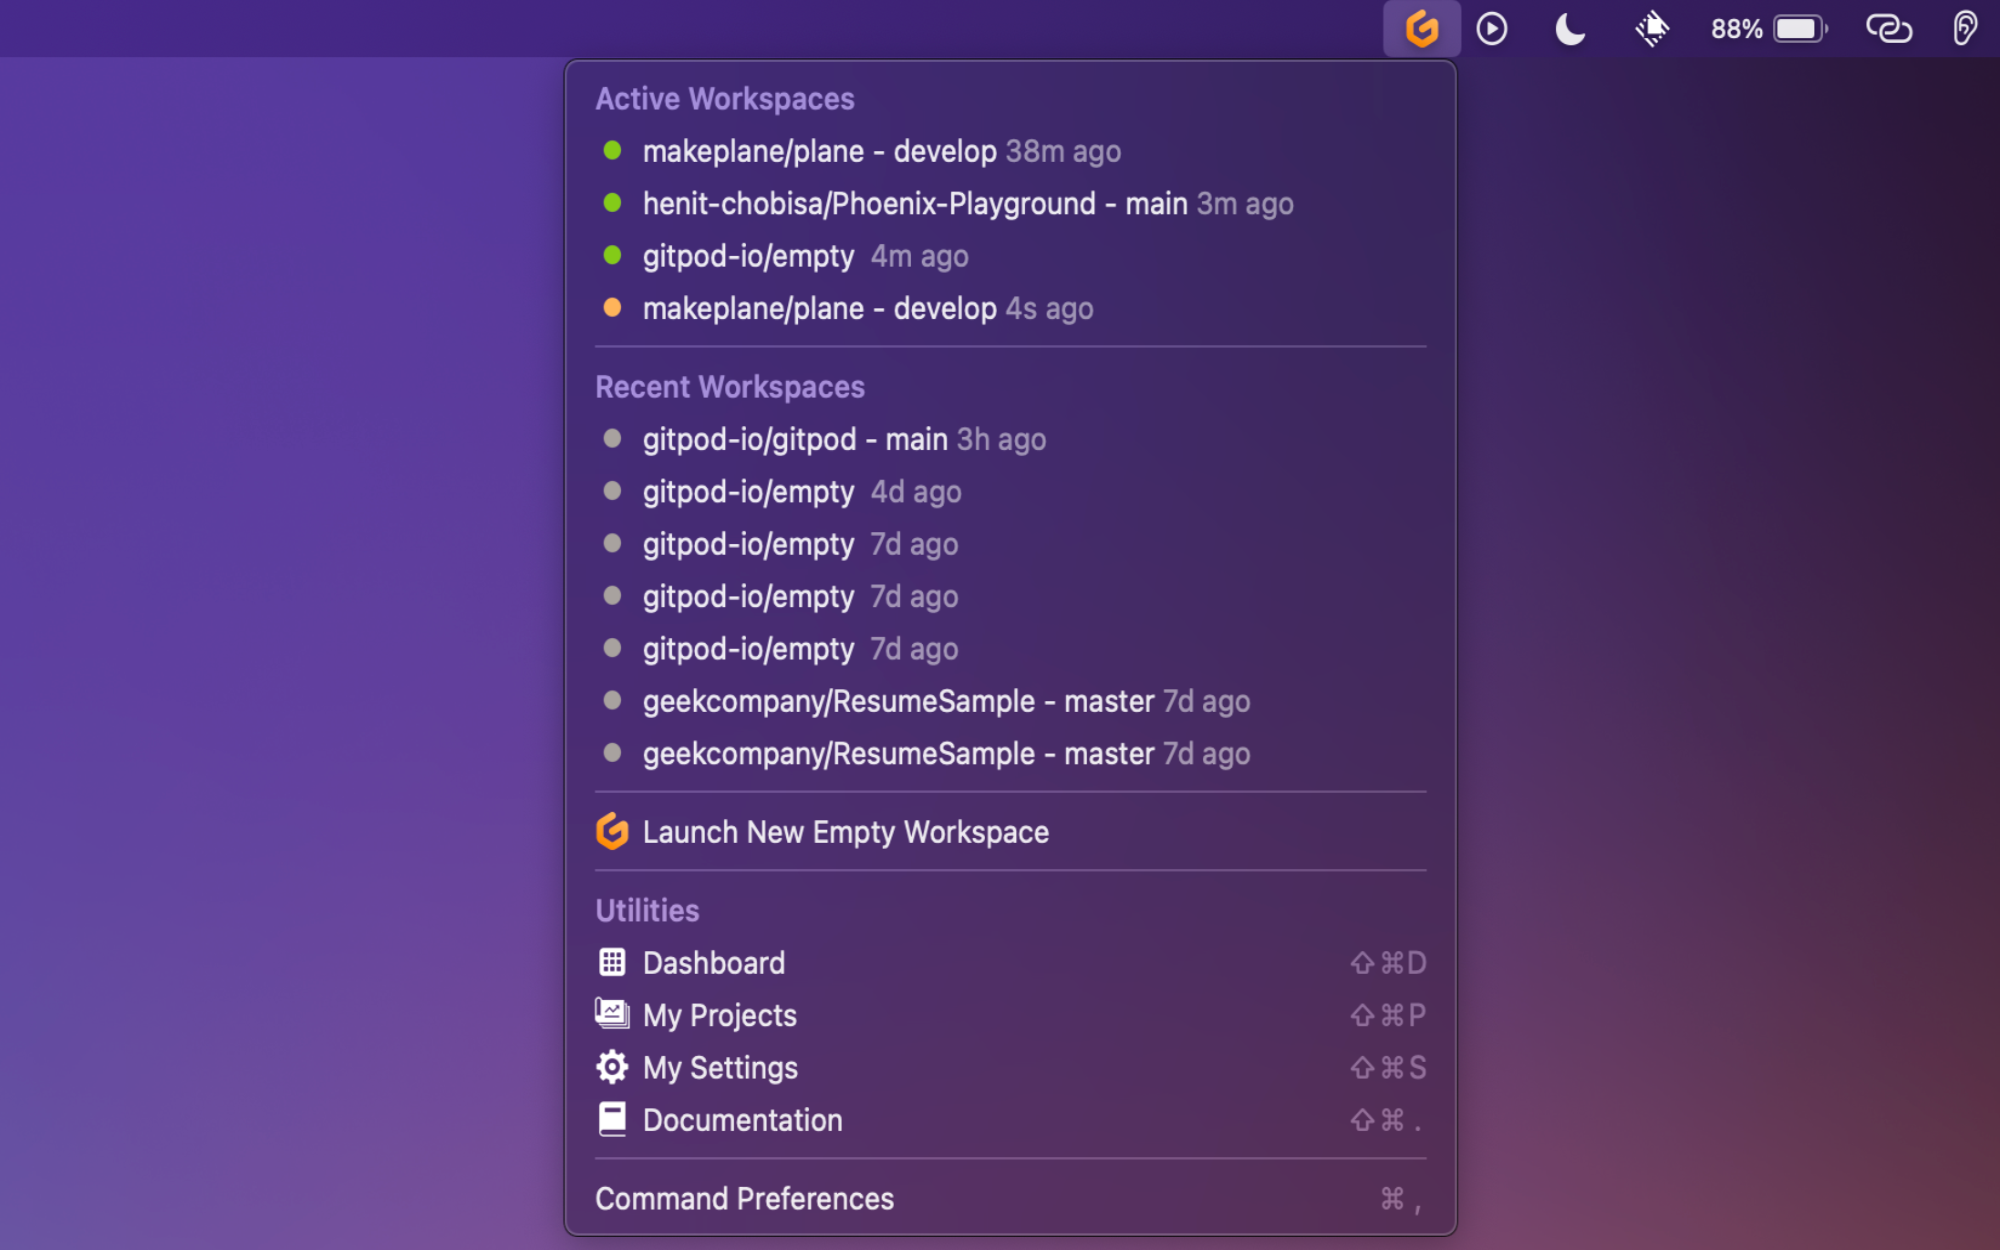 88%
Active Workspaces
makeplane/plane - develop 38m ago
henit-chobisa/Phoenix-Playground - main 3m ago
gitpod-io/empty 4m ago
makeplane/plane - develop 4s ago
Recent Workspaces
gitpod-io/gitpod - main 3h ago
gitpod-io/empty 4d ago
gitpod-io/empty 7d ago
gitpod-io/empty 7d ago
gitpod-io/empty 7d ago
geekcompany/ResumeSample - master 7d ago
geekcompany/ResumeSample - master 7d ago
Launch New Empty Workspace
Utilities
Dashboard ⇧⌘D
My Projects ⇧⌘P
My Settings ⇧⌘S
Documentation ⇧⌘.
Command Preferences ⌘,